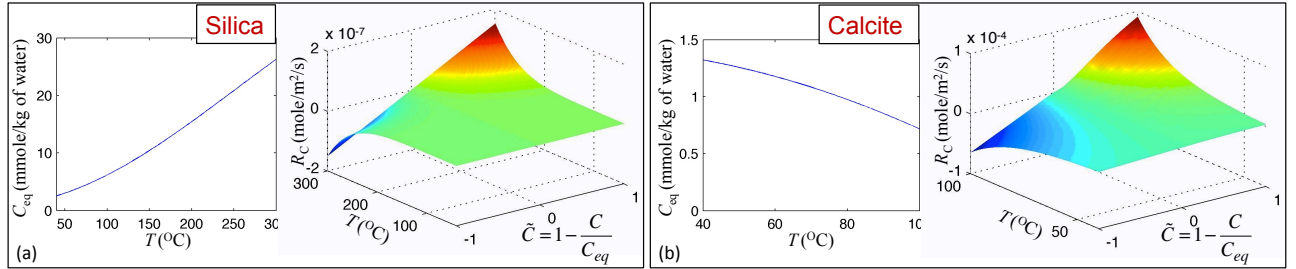 Silica
30
20
10
0
50 100 150 200 250 300
C_eq (mmole/kg of water)
T (°C)
(a)
x 10^-7
2
0
-2
R_C (mole/m²/s)
300
200
100
T (°C)
-1
0
1
C̃ = 1 - C/C_eq
Calcite
1.5
1
0.5
0
40 60 80 100
C_eq (mmole/kg of water)
T (°C)
(b)
x 10^-4
1
0
-1
R_C (mole/m²/s)
100
50
T (°C)
-1
0
1
C̃ = 1 - C/C_eq